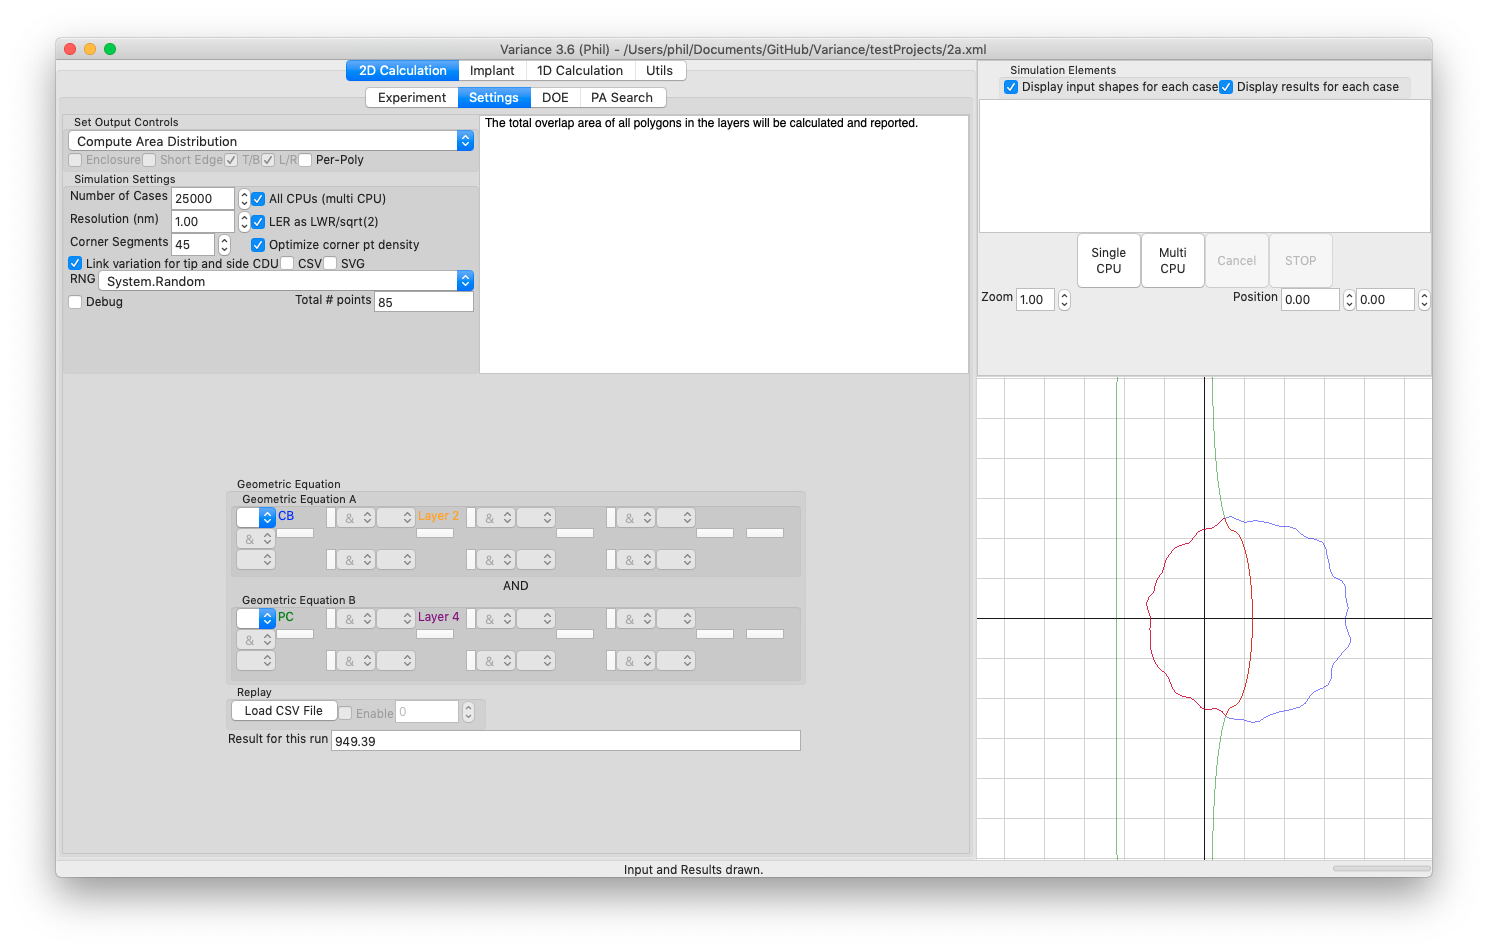 Variance 3.6 (Phil) - /Users/phil/Documents/GitHub/Variance/testProjects/2a.xml
2D Calculation Implant 1D Calculation Utils
Experiment Settings DOE PA Search
Set Output Controls
Compute Area Distribution
Enclosure Short Edge T/B L/R Per-Poly
Simulation Settings
Number of Cases 25000 All CPUs (multi CPU)
Resolution (nm) 1.00 LER as LWR/sqrt(2)
Corner Segments 45 Optimize corner pt density
Link variation for tip and side CDU CSV SVG
RNG System.Random
Debug Total # points 85
The total overlap area of all polygons in the layers will be calculated and reported.
Geometric Equation
Geometric Equation A
CB & Layer 2 & &
&
& & &
AND
Geometric Equation B
PC & Layer 4 & &
&
& & &
Replay
Load CSV File Enable 0
Result for this run 949.39
Simulation Elements
Display input shapes for each case Display results for each case
Single CPU
Multi CPU
Cancel
STOP
Zoom 1.00 Position 0.00 0.00
Input and Results drawn.